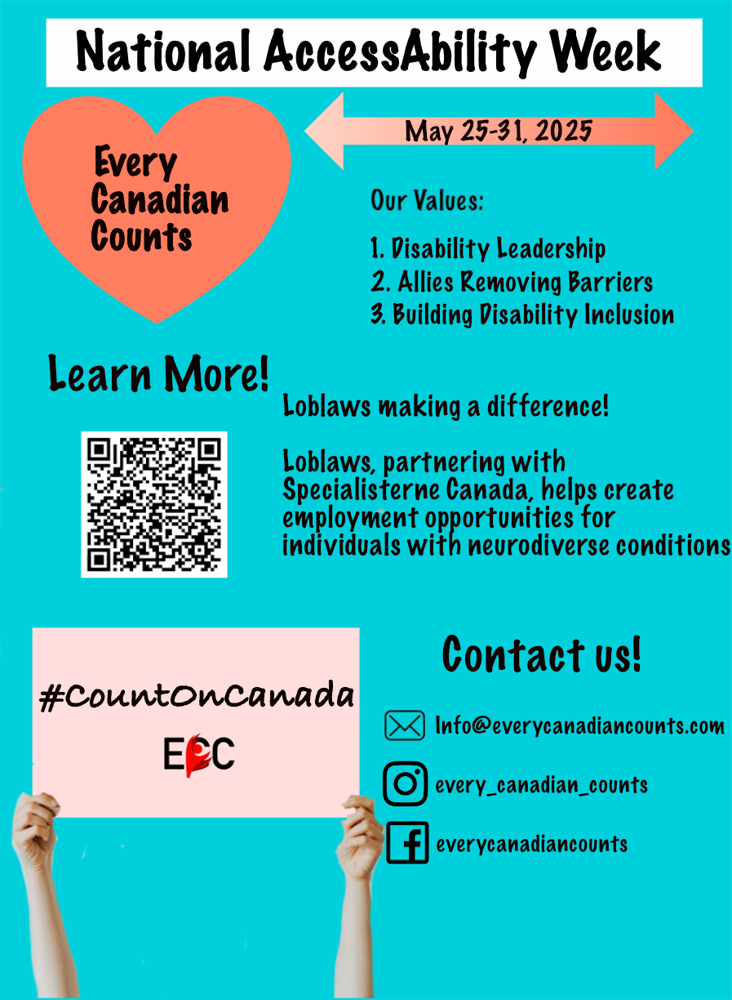 National AccessAbility Week
May 25-31, 2025
Every
Canadian
Counts
Our Values:
1. Disability Leadership
2. Allies Removing Barriers
3. Building Disability Inclusion
Learn More!
Loblaws making a difference!
Loblaws, partnering with
Specialisterne Canada, helps create
employment opportunities for
individuals with neurodiverse conditions
#CountOnCanada
ECC
Contact us!
Info@everycanadiancounts.com
every_canadian_counts
everycanadiancounts